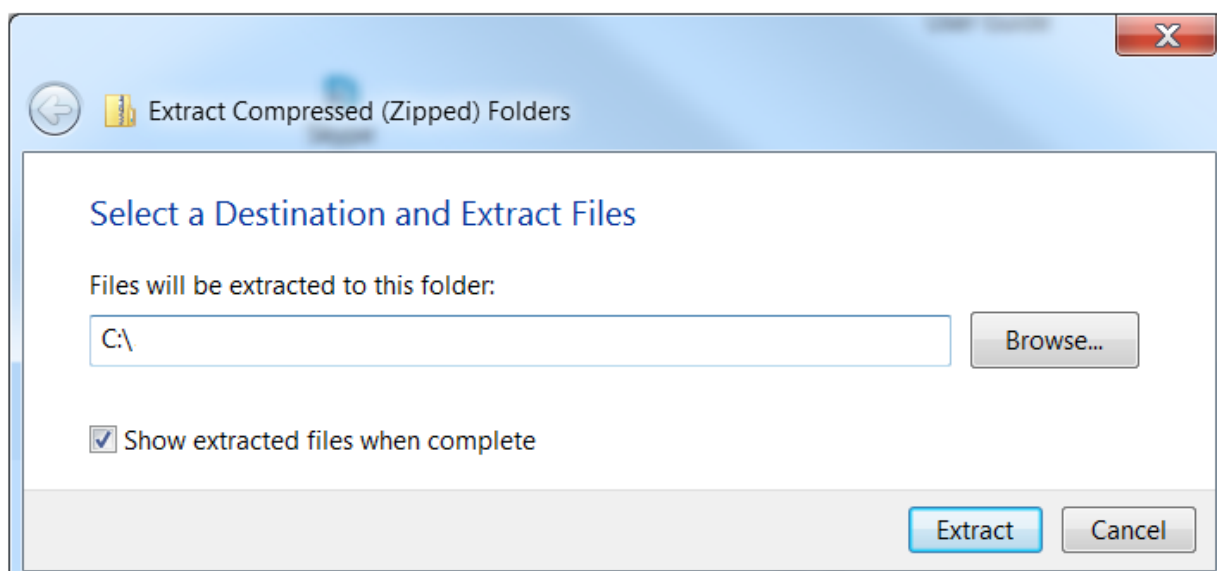 Extract Compressed (Zipped) Folders
Select a Destination and Extract Files
Files will be extracted to this folder:
C:\
Browse...
Show extracted files when complete
Extract
Cancel